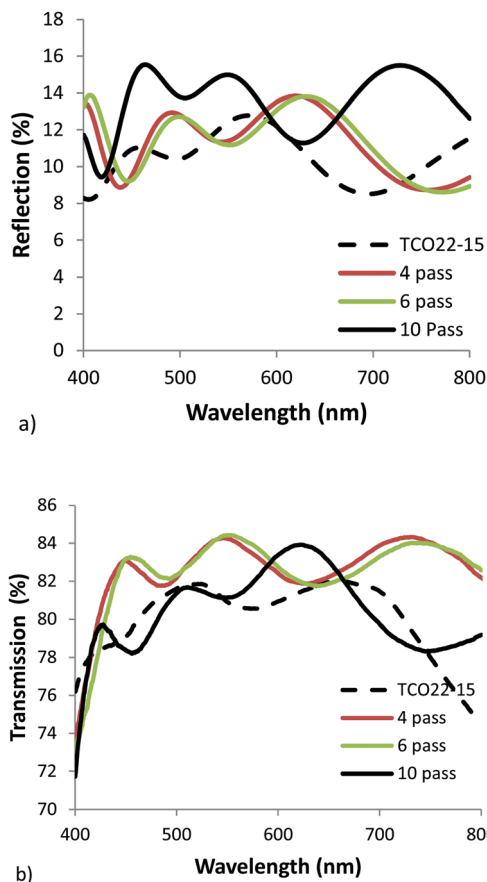 18
16
14
12
10
8
6
4
2
0
Reflection (%)
TCO22-15
4 pass
6 pass
10 Pass
400 500 600 700 800
Wavelength (nm)
a)
86
84
82
80
78
76
74
72
70
Transmission (%)
TCO22-15
4 pass
6 pass
10 pass
400 500 600 700 80
Wavelength (nm)
b)